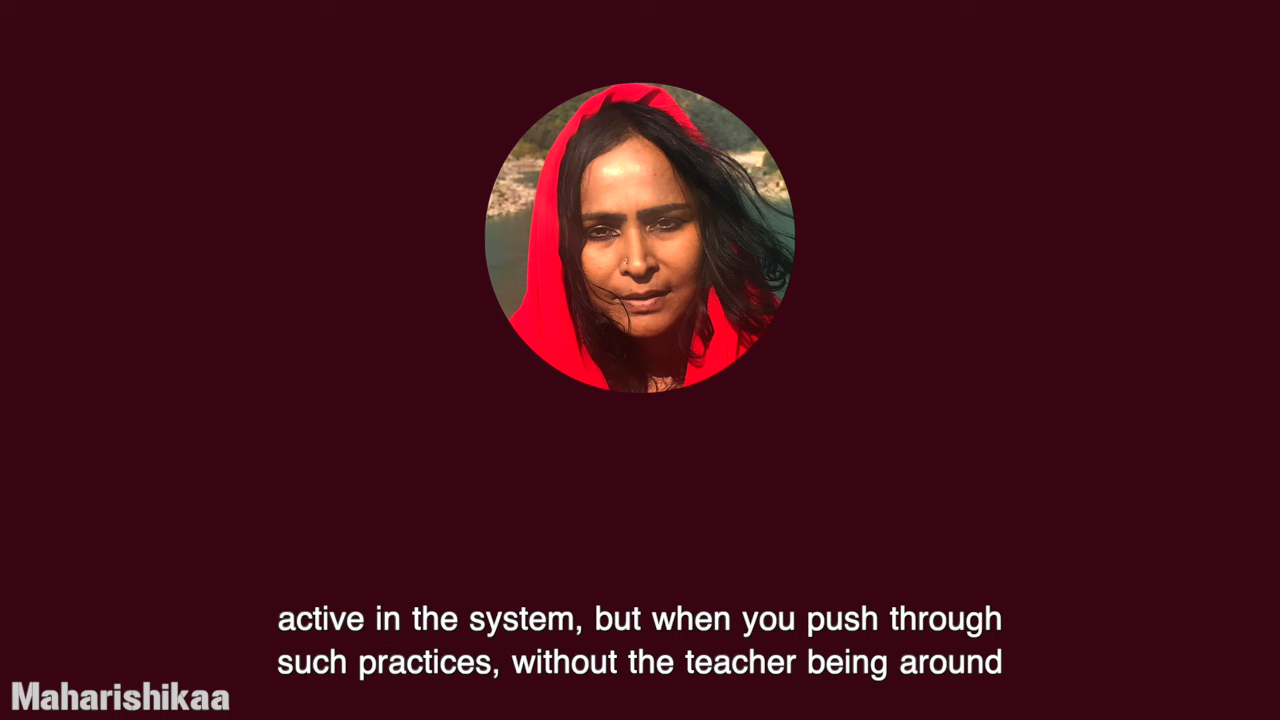 active in the system, but when you push through
such practices, without the teacher being around
Maharishikaa